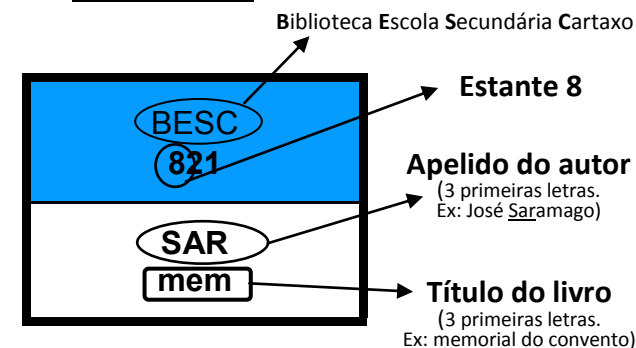 Biblioteca Escola Secundária Cartaxo
BESC
821
Estante 8
Apelido do autor
(3 primeiras letras.
Ex: José Saramago)
SAR
mem
Título do livro
(3 primeiras letras.
Ex: memorial do convento)